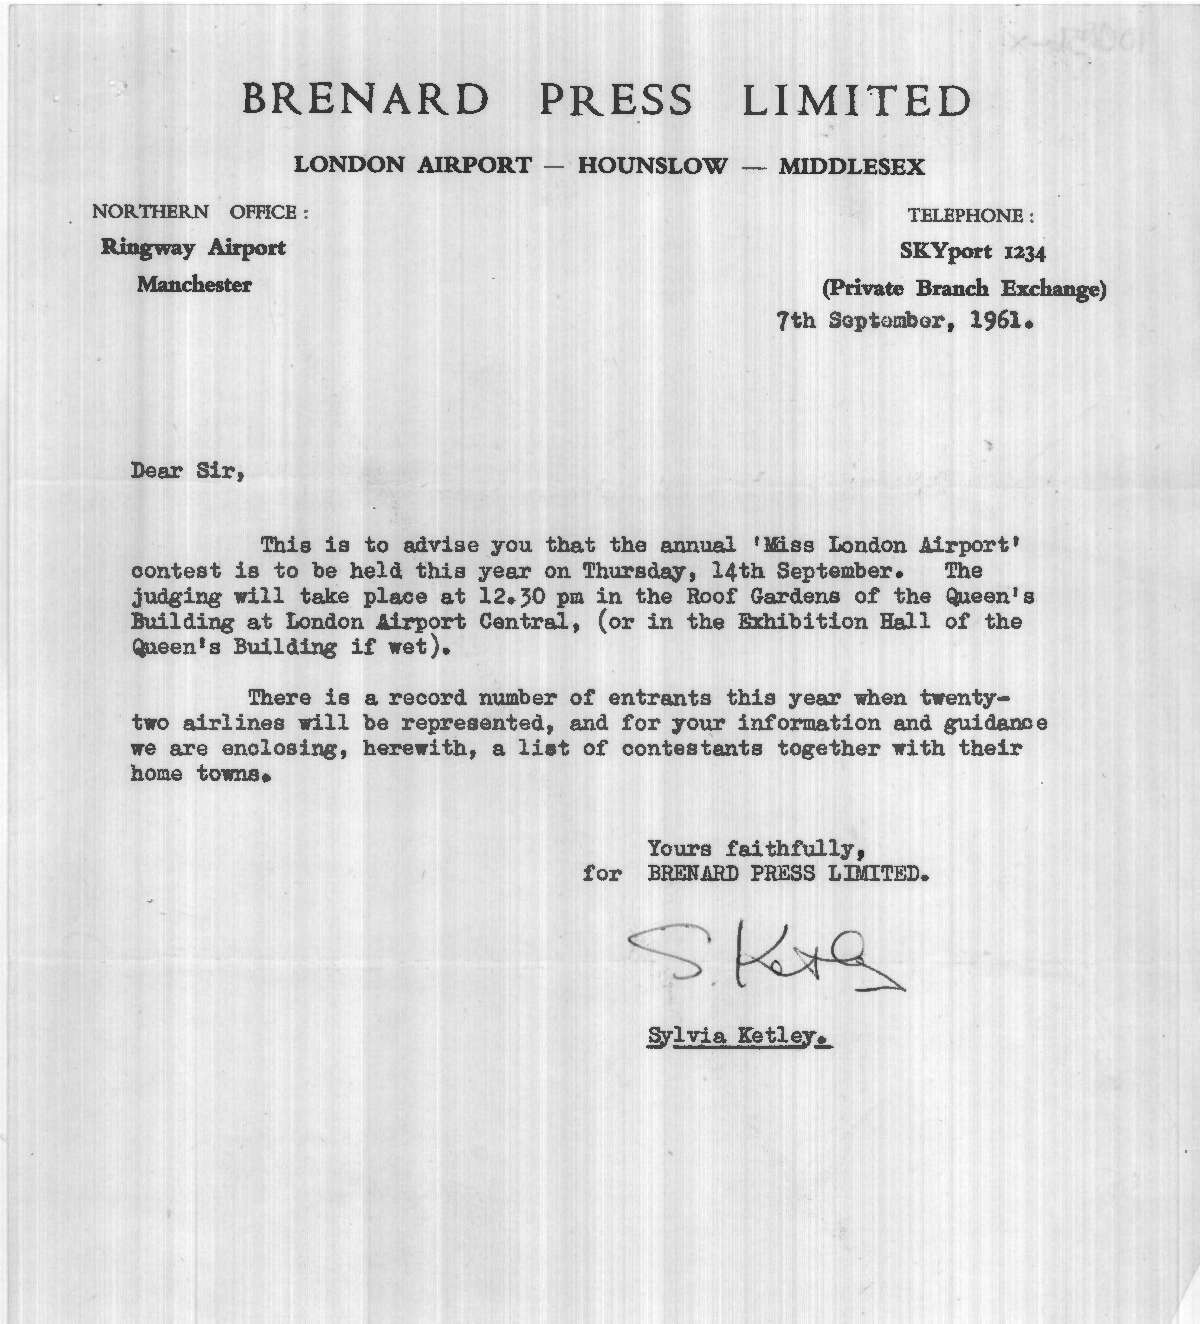 BRENARD PRESS LIMITED
LONDON AIRPORT — HOUNSLOW — MIDDLESEX
NORTHERN OFFICE :
Ringway Airport
Manchester
TELEPHONE :
SKYport 1234
(Private Branch Exchange)
7th September, 1961.
Dear Sir,
This is to advise you that the annual 'Miss London Airport'
contest is to be held this year on Thursday, 14th September. The
judging will take place at 12.30 pm in the Roof Gardens of the Queen's
Building at London Airport Central, (or in the Exhibition Hall of the
Queen's Building if wet).
There is a record number of entrants this year when twenty-
two airlines will be represented, and for your information and guidance
we are enclosing, herewith, a list of contestants together with their
home towns.
Yours faithfully,
for BRENARD PRESS LIMITED.
S. Ketley
Sylvia Ketley.